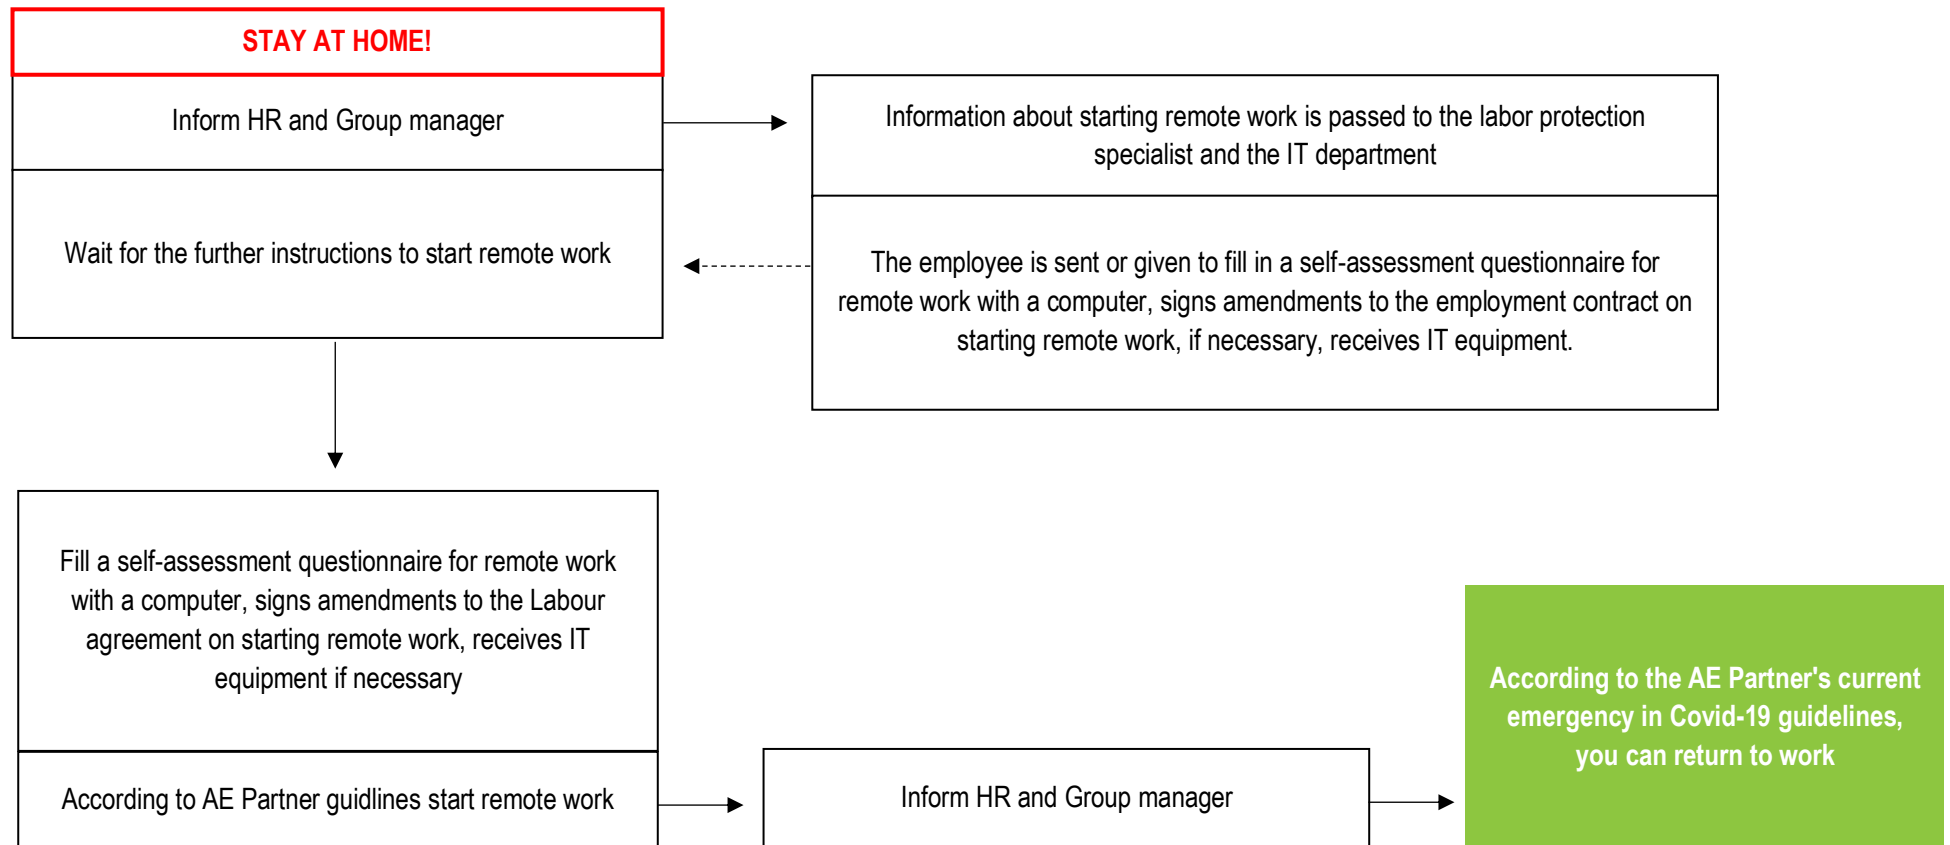 STAY AT HOME!
Inform HR and Group manager
Wait for the further instructions to start remote work
Information about starting remote work is passed to the labor protection
specialist and the IT department
The employee is sent or given to fill in a self-assessment questionnaire for
remote work with a computer, signs amendments to the employment contract on
starting remote work, if necessary, receives IT equipment.
Fill a self-assessment questionnaire for remote work
with a computer, signs amendments to the Labour
agreement on starting remote work, receives IT
equipment if necessary
According to AE Partner guidlines start remote work
Inform HR and Group manager
According to the AE Partner's current
emergency in Covid-19 guidelines,
you can return to work